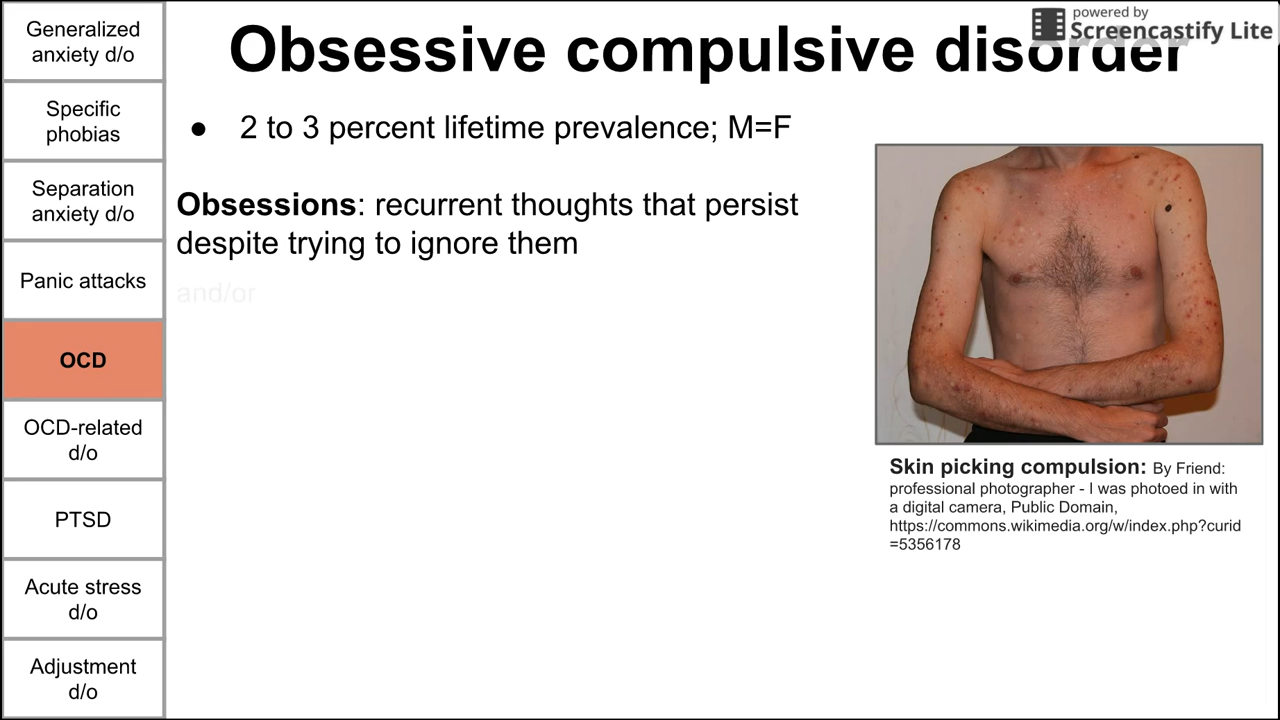 Generalized
anxiety d/o
Specific
phobias
Separation
anxiety d/o
Panic attacks
OCD
OCD-related
d/o
PTSD
Acute stress
d/o
Adjustment
d/o
Obsessive compulsive disorder
powered by
Screencastify Lite
● 2 to 3 percent lifetime prevalence; M=F
Obsessions: recurrent thoughts that persist
despite trying to ignore them
and/or
Skin picking compulsion: By Friend:
professional photographer - I was photoed in with
a digital camera, Public Domain,
https://commons.wikimedia.org/w/index.php?curid
=5356178